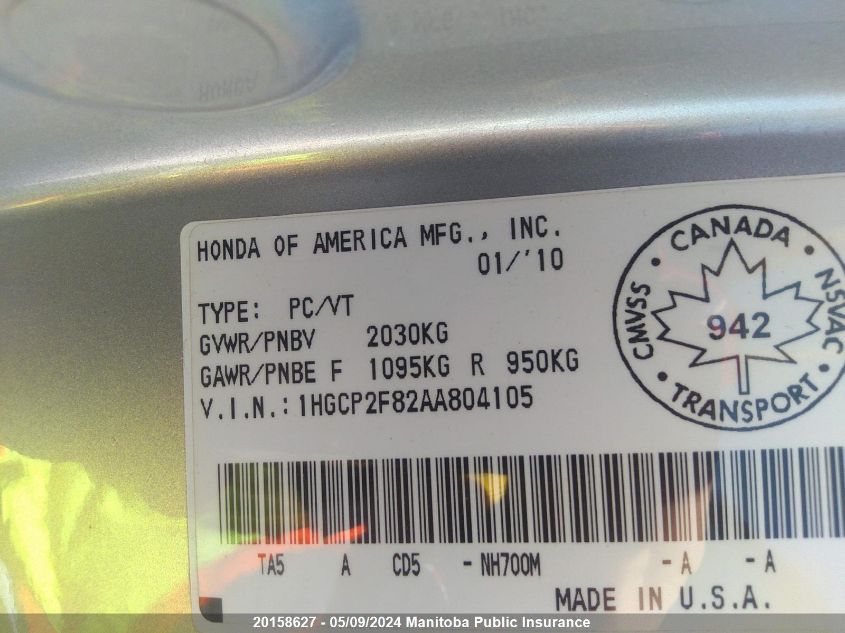 HONDA OF AMERICA MFG., INC.
01/'10
TYPE: PC/VT
GVWR/PNBV 2030KG
GAWR/PNBE F 1095KG R 950KG
V.I.N.:1HGCP2F82AA804105
CANADA
CMVSS
NSVAC
942
TRANSPORT
TA5 A CD5 -NH700M -A -A
MADE IN U.S.A.
20158627 - 05/09/2024 Manitoba Public Insurance